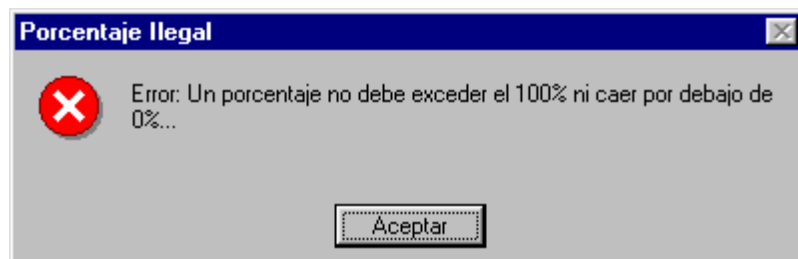 Porcentaje Ilegal
Error: Un porcentaje no debe exceder el 100% ni caer por debajo de
0%...
Aceptar